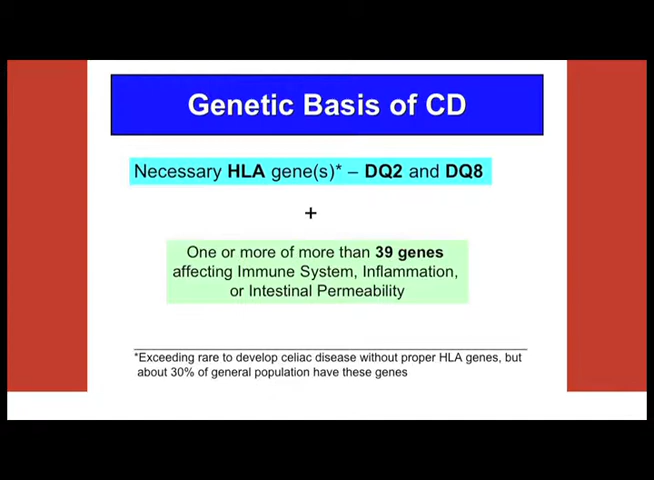 Genetic Basis of CD
Necessary HLA gene(s)* – DQ2 and DQ8
+
One or more of more than 39 genes
affecting Immune System, Inflammation,
or Intestinal Permeability
*Exceeding rare to develop celiac disease without proper HLA genes, but
about 30% of general population have these genes